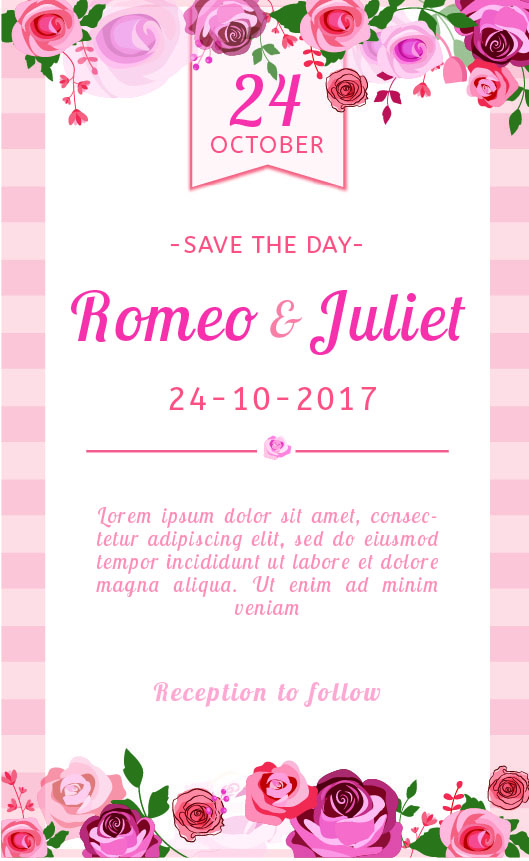 24
OCTOBER
-SAVE THE DAY-
Romeo & Juliet
24-10-2017
Lorem ipsum dolor sit amet, consec-
tetur adipiscing elit, sed do eiusmod
tempor incididunt ut labore et dolore
magna aliqua. Ut enim ad minim
veniam
Reception to follow